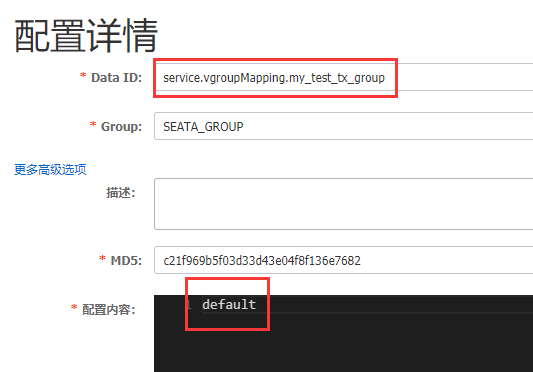 配置详情
* Data ID: service.vgroupMapping.my_test_tx_group
* Group: SEATA_GROUP
更多高级选项
描述:
* MD5: c21f969b5f03d33d43e04f8f136e7682
* 配置内容: 1 default